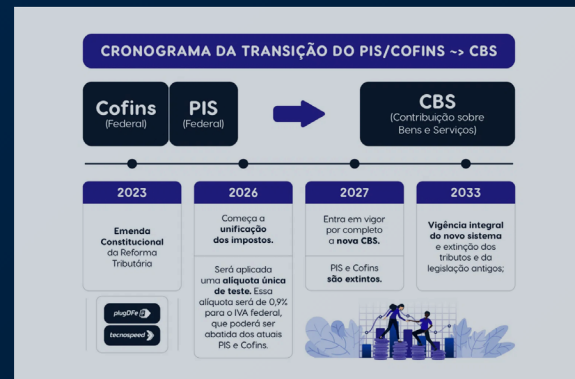 CRONOGRAMA DA TRANSIÇÃO DO PIS/COFINS ~> CBS
Cofins
(Federal)
PIS
(Federal)
CBS
(Contribuição sobre
Bens e Serviços)
2023
Emenda
Constitucional
da Reforma
Tributária
2026
Começa a
unificação
dos impostos.
Será aplicada
uma alíquota única
de teste. Essa
alíquota será de 0,9%
para o IVA federal,
que poderá ser
abatida dos atuais
PIS e Cofins.
2027
Entra em vigor
por completo
a nova CBS.
PIS e Cofins
são extintos.
2033
Vigência integral
do novo sistema
e extinção dos
tributos e da
legislação antigos;
plugDFe
tecnospeed